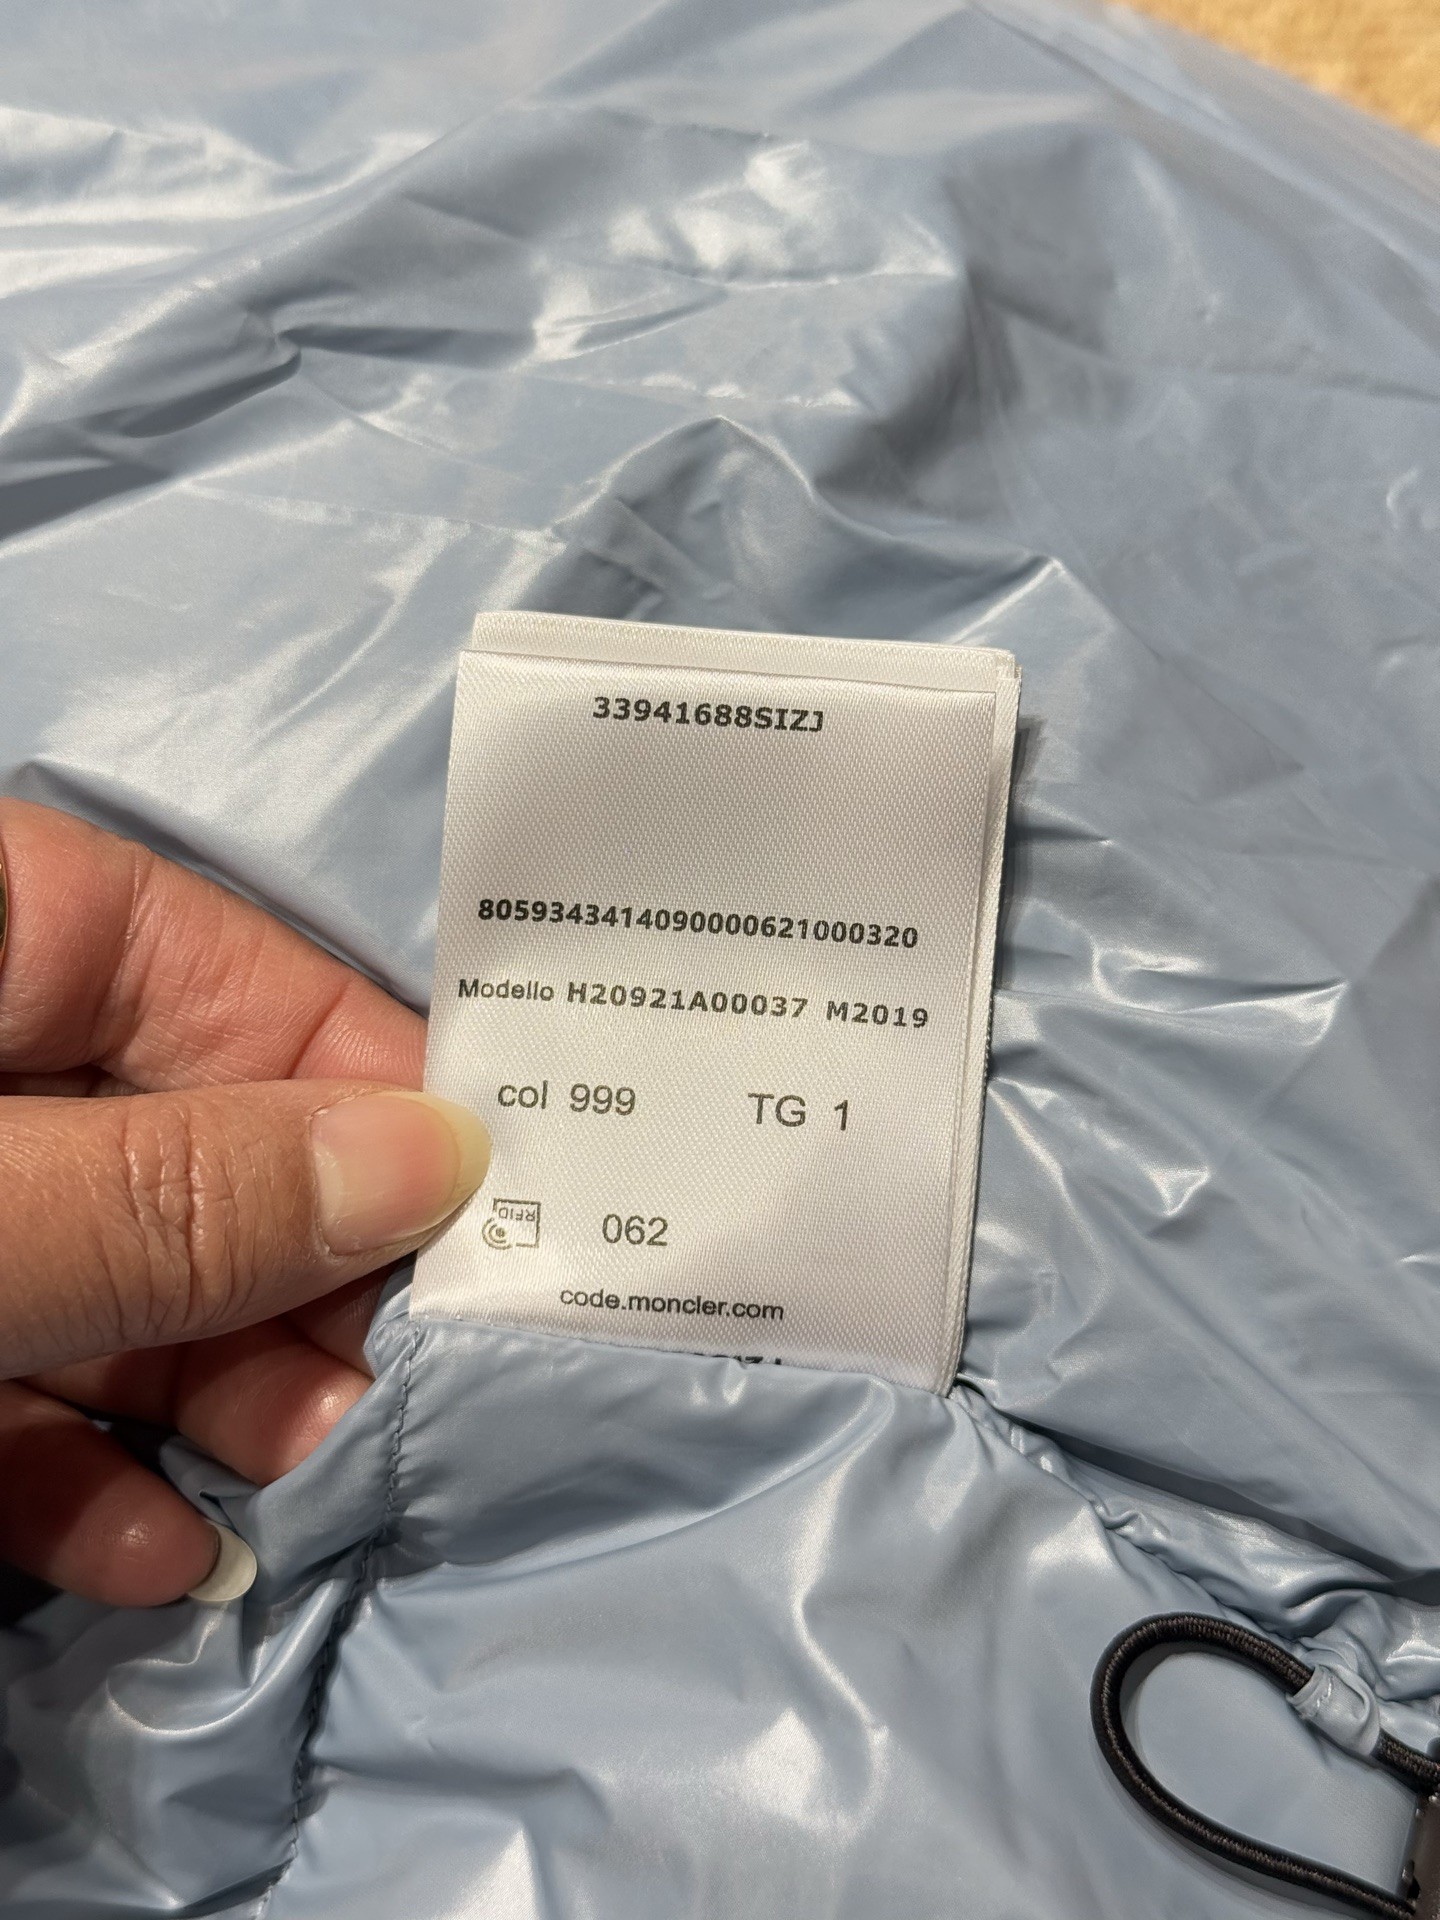 33941688SIZJ
8059343414090000621000320
Modello H20921A00037 M2019
col 999 TG 1
RFID 062
code.moncler.com